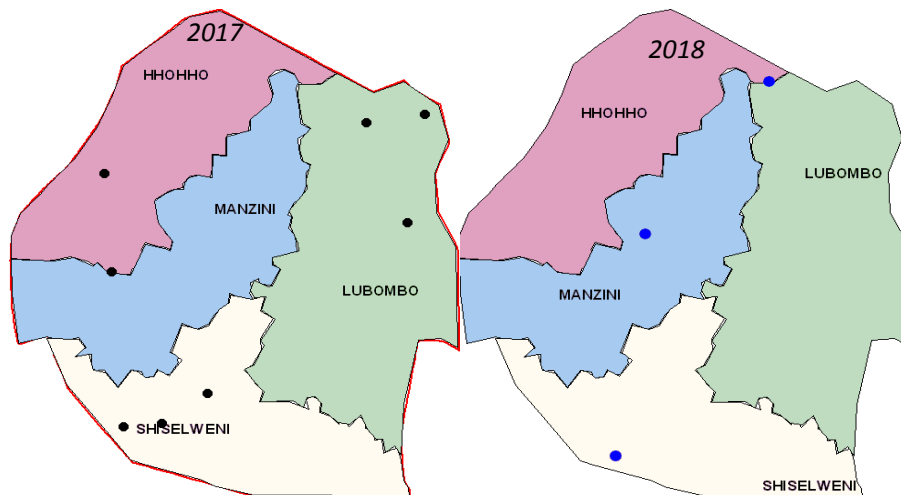 2017
HHOHHO
MANZINI
LUBOMBO
SHISELWENI
2018
HHOHHO
LUBOMBO
MANZINI
SHISELWENI